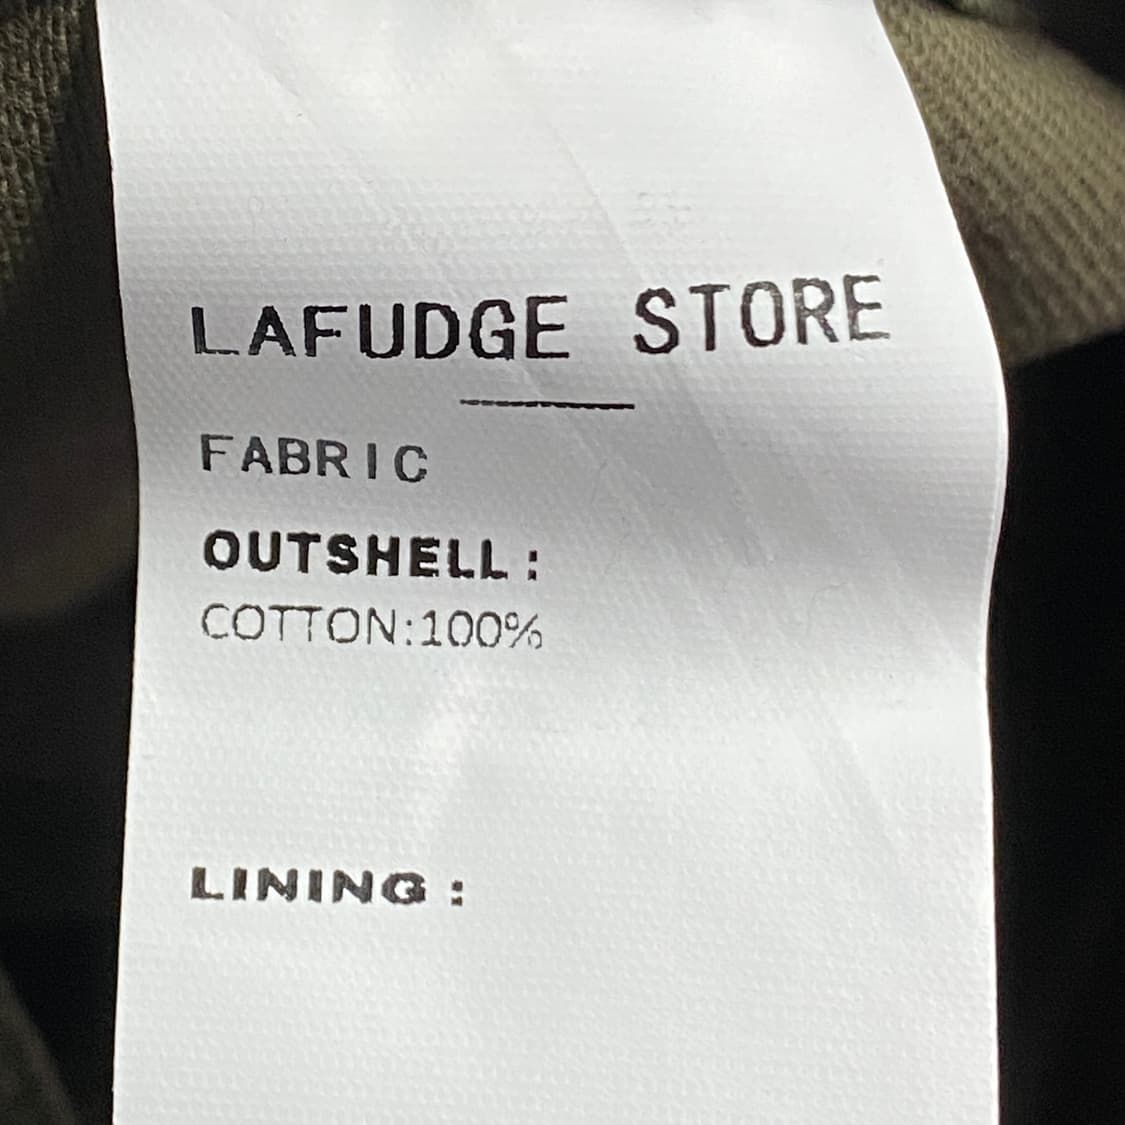 LAFUDGE STORE
FABRIC
OUTSHELL:
COTTON:100%
LINING: